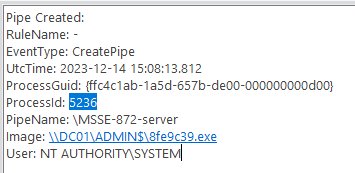 Pipe Created:
RuleName: -
EventType: CreatePipe
UtcTime: 2023-12-14 15:08:13.812
ProcessGuid: {ffc4c1ab-1a5d-657b-de00-000000000d00}
ProcessId: 5236
PipeName: \MSSE-872-server
Image: \\DC01\ADMIN$\8fe9c39.exe
User: NT AUTHORITY\SYSTEM